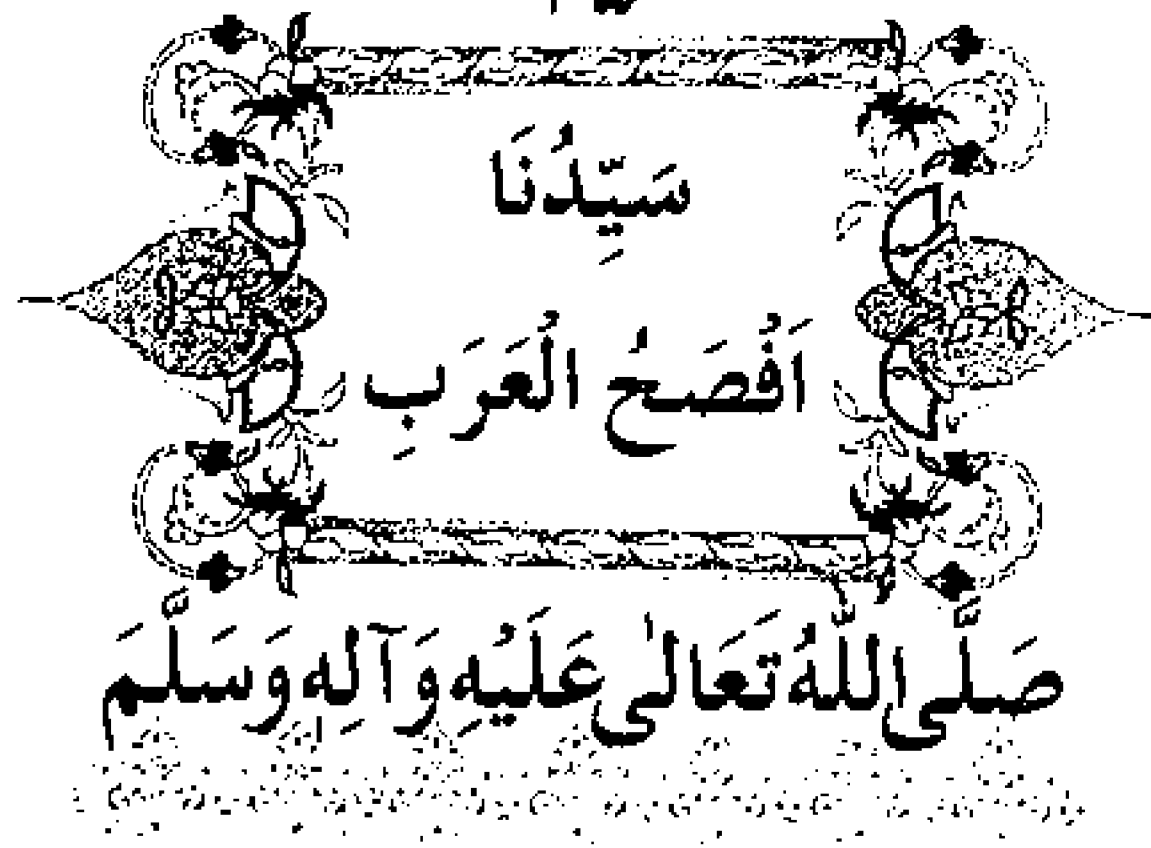 سَيِّدُنَا
اَفْصَحُ الْعَرَبِ
صَلَّى اللّٰهُ تَعَالٰى عَلَيْهِ وَآلِهٖ وَسَلَّمَ